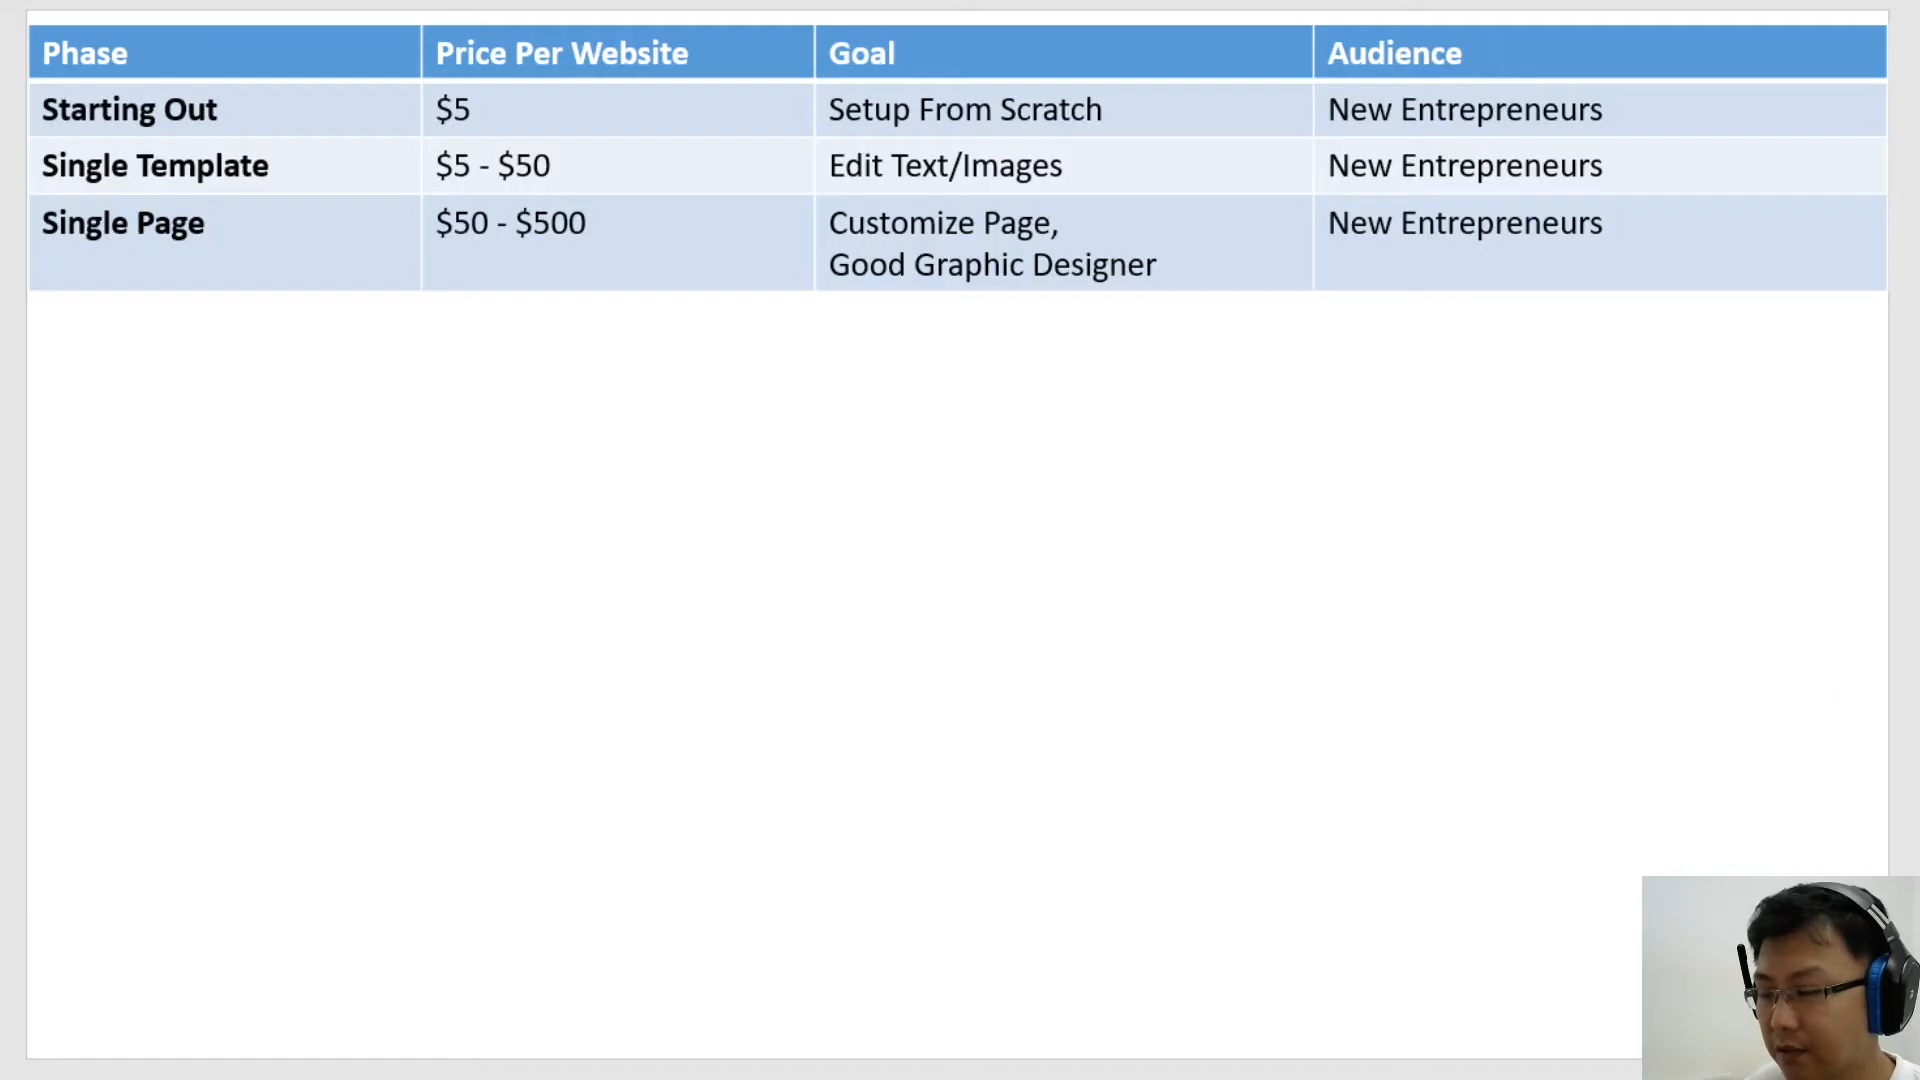 Phase Price Per Website Goal Audience
Starting Out $5 Setup From Scratch New Entrepreneurs
Single Template $5 - $50 Edit Text/Images New Entrepreneurs
Single Page $50 - $500 Customize Page, New Entrepreneurs
Good Graphic Designer